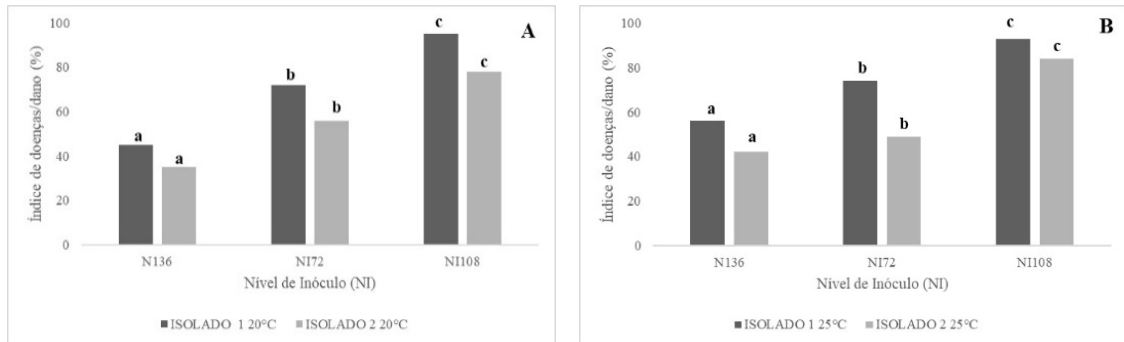 A
Índice de doenças/dano (%)
100
80
60
40
20
0
a
a
b
b
c
c
N136
NI72
NI108
Nível de Inóculo (NI)
ISOLADO 1 20°C
ISOLADO 2 20°C
B
Índice de doenças/dano (%)
100
80
60
40
20
0
a
a
b
b
c
c
N136
NI72
NI108
Nível de Inóculo (NI)
ISOLADO 1 25°C
ISOLADO 2 25°C